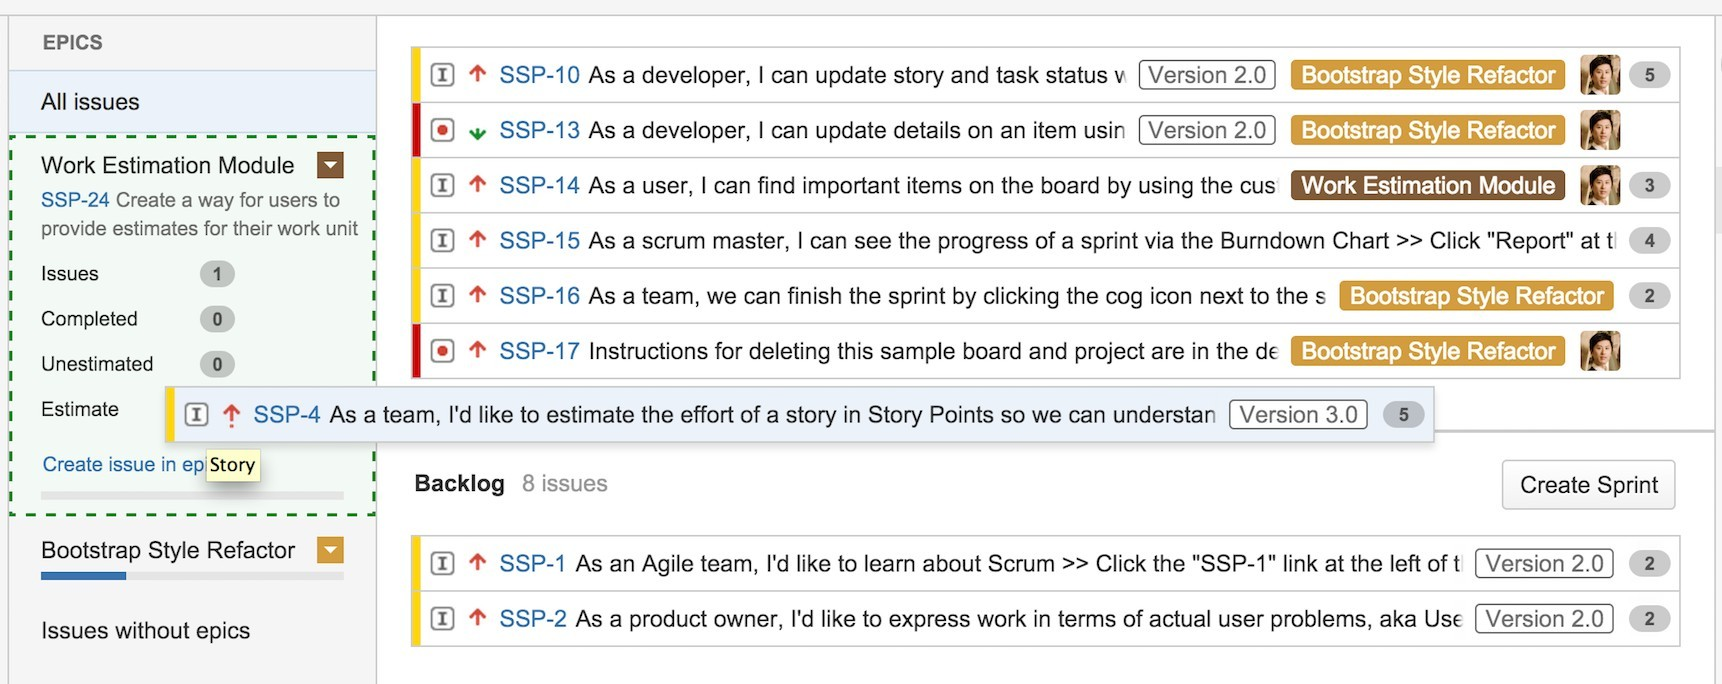 EPICS
All issues
Work Estimation Module
SSP-24 Create a way for users to
provide estimates for their work unit
Issues 1
Completed 0
Unestimated 0
Estimate
Create issue in epi
Story
Bootstrap Style Refactor
Issues without epics
SSP-10 As a developer, I can update story and task status Version 2.0 Bootstrap Style Refactor 5
SSP-13 As a developer, I can update details on an item usin Version 2.0 Bootstrap Style Refactor
SSP-14 As a user, I can find important items on the board by using the cus Work Estimation Module 3
SSP-15 As a scrum master, I can see the progress of a sprint via the Burndown Chart >> Click "Report" at 4
SSP-16 As a team, we can finish the sprint by clicking the cog icon next to the s Bootstrap Style Refactor 2
SSP-17 Instructions for deleting this sample board and project are in the de Bootstrap Style Refactor
SSP-4 As a team, I'd like to estimate the effort of a story in Story Points so we can understan Version 3.0 5
Backlog 8 issues
Create Sprint
SSP-1 As an Agile team, I'd like to learn about Scrum >> Click the "SSP-1" link at the left of Version 2.0 2
SSP-2 As a product owner, I'd like to express work in terms of actual user problems, aka Use Version 2.0 2